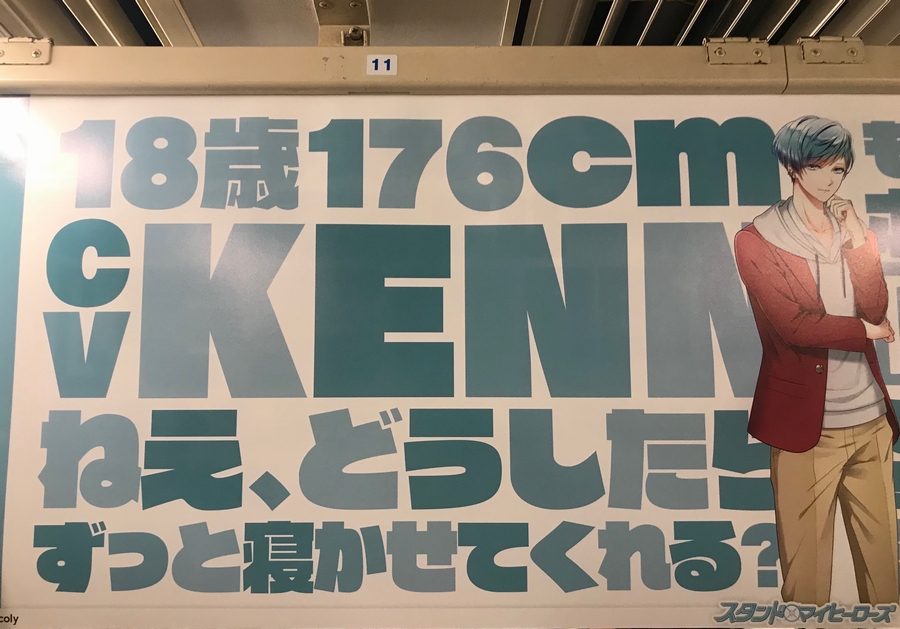 11
18歳176cm
CV KENN
ねえ、どうしたら
ずっと寝かせてくれる?
coly
スタンドマイヒーローズ